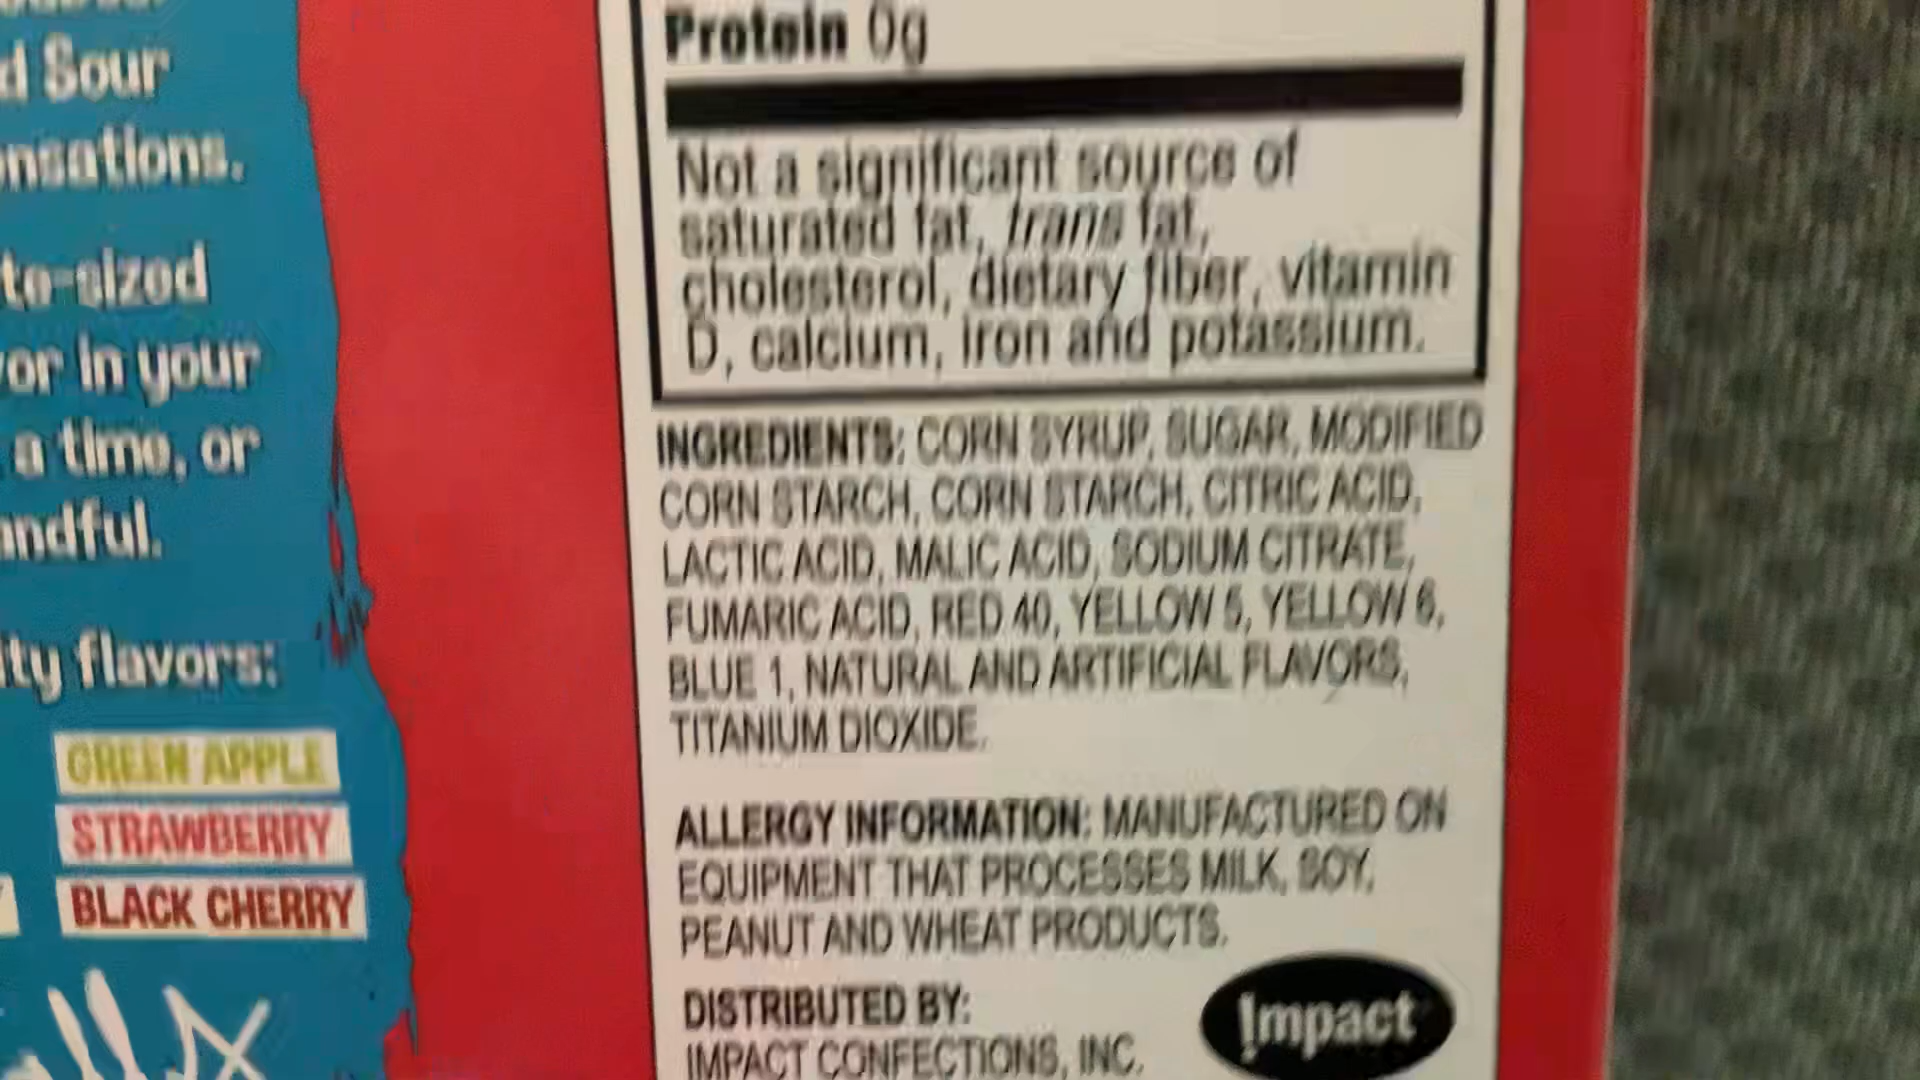 d Sour
nsations.
te-sized
or in your
a time, or
andful.
ity flavors:
GREEN APPLE
STRAWBERRY
BLACK CHERRY
Protein 0g
Not a significant source of
saturated fat, trans fat,
cholesterol, dietary fiber, vitamin
D, calcium, iron and potassium.
INGREDIENTS: CORN SYRUP, SUGAR, MODIFIED
CORN STARCH, CORN STARCH, CITRIC ACID,
LACTIC ACID, MALIC ACID, SODIUM CITRATE,
FUMARIC ACID, RED 40, YELLOW 5, YELLOW 6,
BLUE 1, NATURAL AND ARTIFICIAL FLAVORS,
TITANIUM DIOXIDE.
ALLERGY INFORMATION: MANUFACTURED ON
EQUIPMENT THAT PROCESSES MILK, SOY,
PEANUT AND WHEAT PRODUCTS.
DISTRIBUTED BY:
IMPACT CONFECTIONS, INC.
Impact